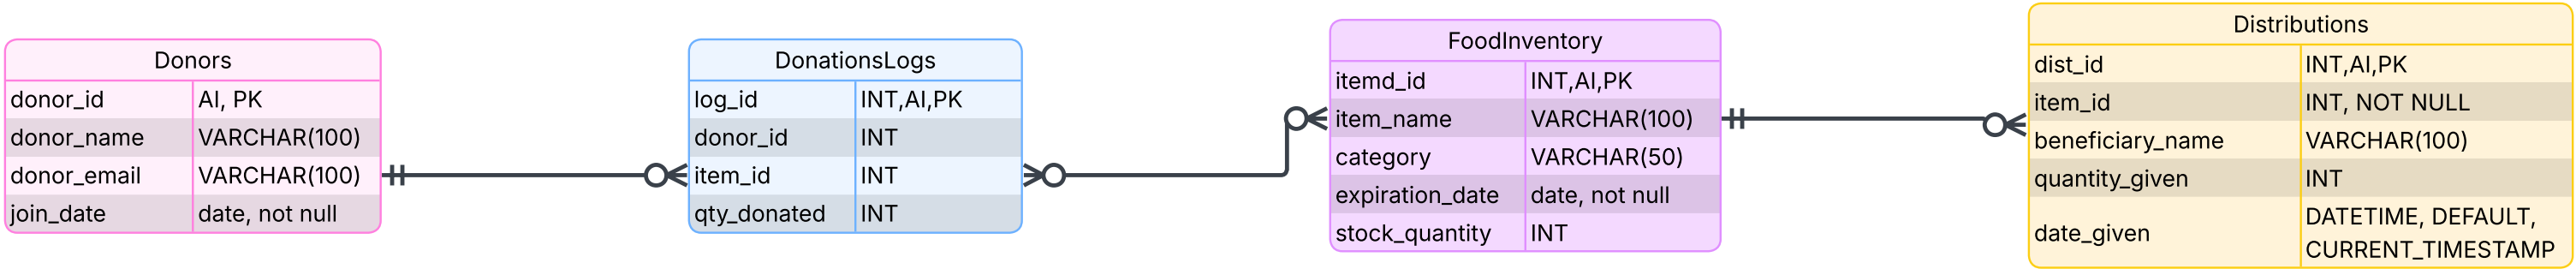 Donors
donor_id AI, PK
donor_name VARCHAR(100)
donor_email VARCHAR(100)
join_date date, not null
DonationsLogs
log_id INT,AI,PK
donor_id INT
item_id INT
qty_donated INT
FoodInventory
itemd_id INT,AI,PK
item_name VARCHAR(100)
category VARCHAR(50)
expiration_date date, not null
stock_quantity INT
Distributions
dist_id INT,AI,PK
item_id INT, NOT NULL
beneficiary_name VARCHAR(100)
quantity_given INT
date_given DATETIME, DEFAULT,
CURRENT_TIMESTAMP